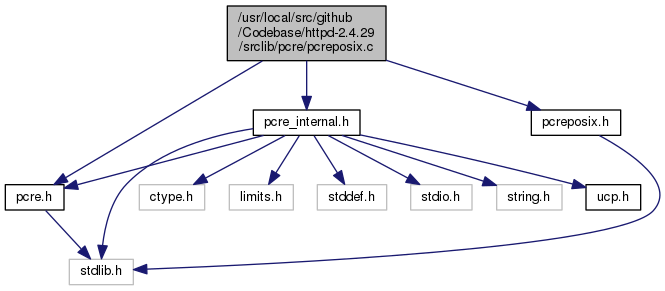 /usr/local/src/github
/Codebase/httpd-2.4.29
/srclib/pcre/pcreposix.c
pcre_internal.h
pcreposix.h
pcre.h
ctype.h
limits.h
stddef.h
stdio.h
string.h
ucp.h
stdlib.h